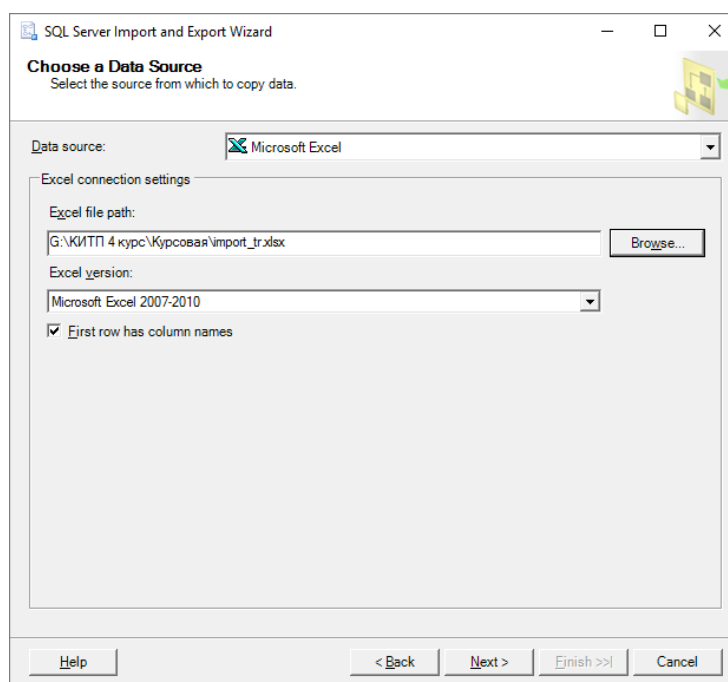 SQL Server Import and Export Wizard
Choose a Data Source
Select the source from which to copy data.
Data source:
Microsoft Excel
Excel connection settings
Excel file path:
G:\КИТП 4 курс\Курсовая\import_tr.xlsx
Browse...
Excel version:
Microsoft Excel 2007-2010
First row has column names
Help
< Back
Next >
Finish >>|
Cancel